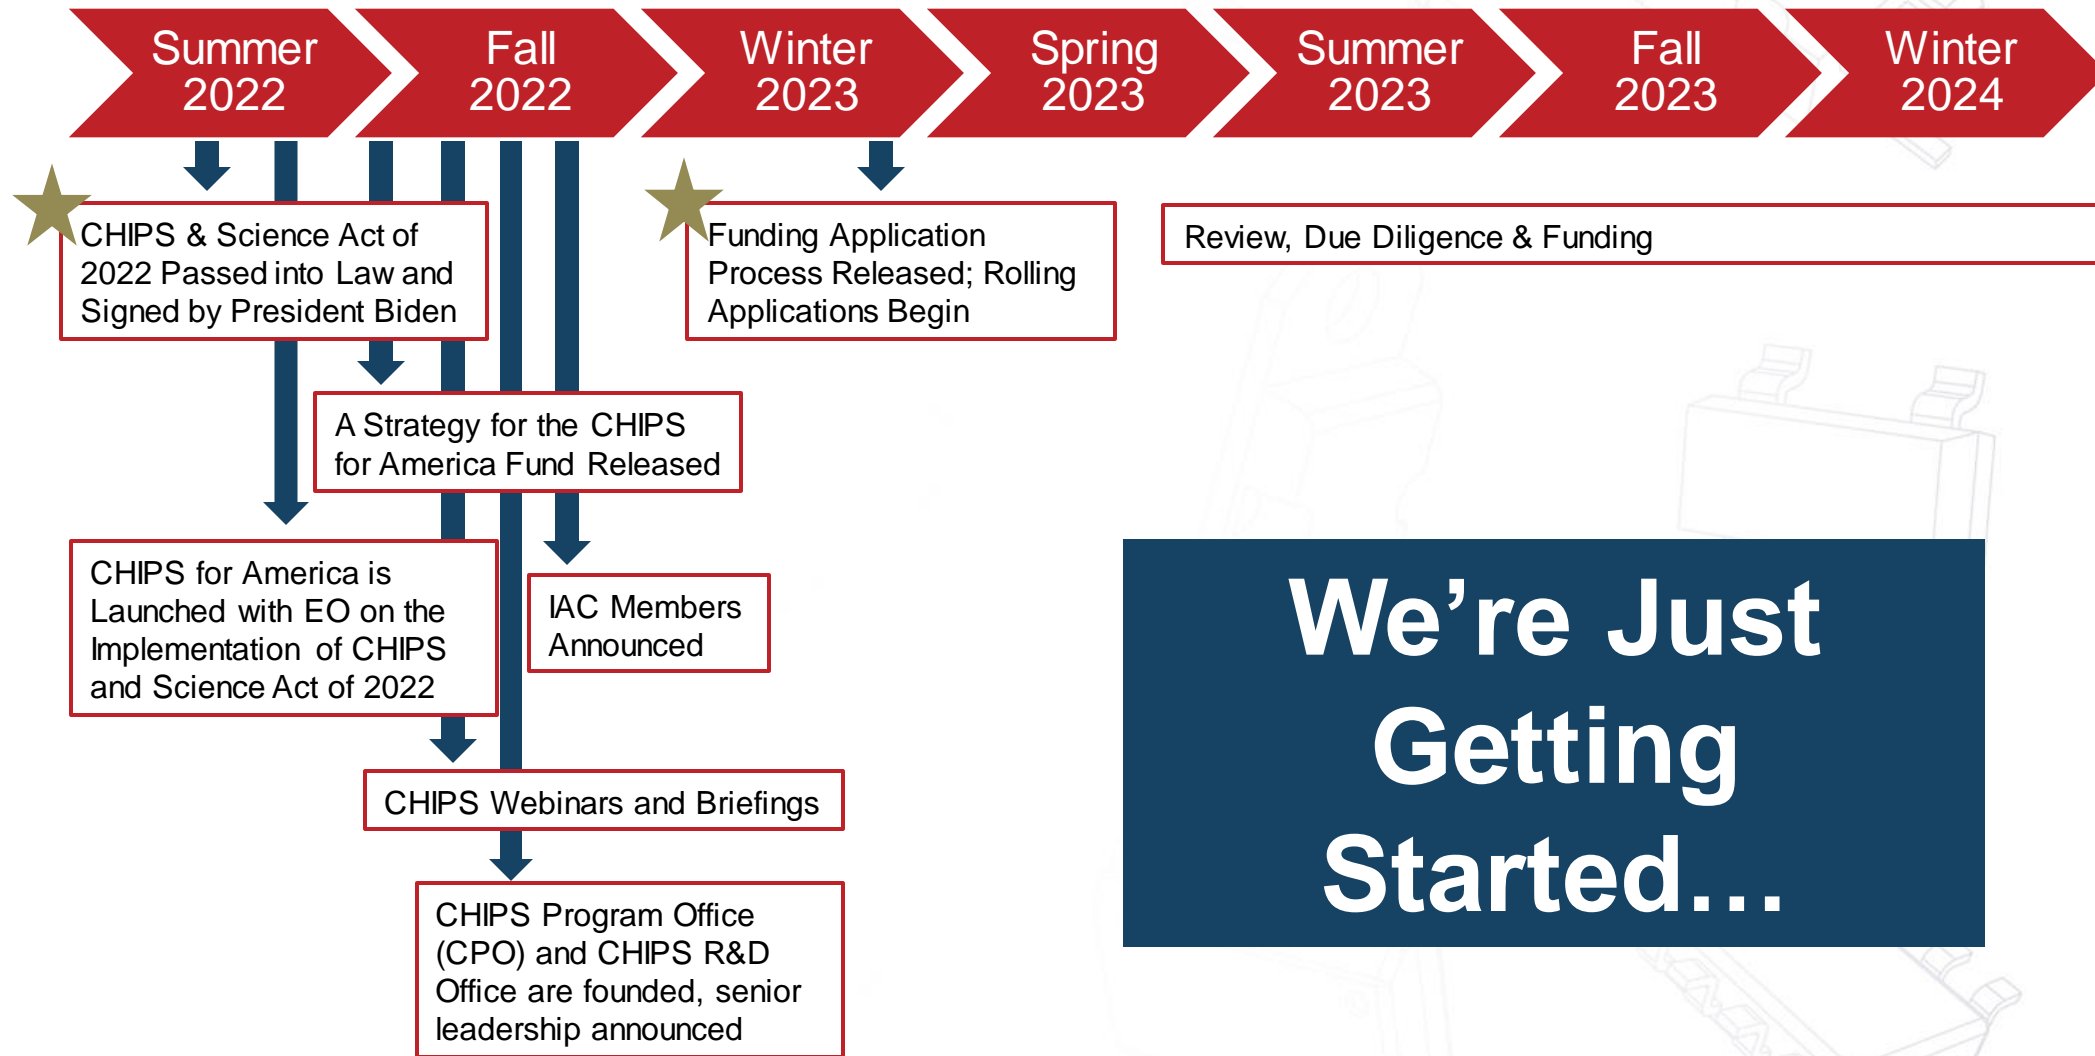 Summer
2022
Fall
2022
Winter
2023
Spring
2023
Summer
2023
Fall
2023
Winter
2024
CHIPS & Science Act of
2022 Passed into Law and
Signed by President Biden
Funding Application
Process Released; Rolling
Applications Begin
Review, Due Diligence & Funding
A Strategy for the CHIPS
for America Fund Released
CHIPS for America is
Launched with EO on the
Implementation of CHIPS
and Science Act of 2022
IAC Members
Announced
CHIPS Webinars and Briefings
CHIPS Program Office
(CPO) and CHIPS R&D
Office are founded, senior
leadership announced
We’re Just
Getting
Started…